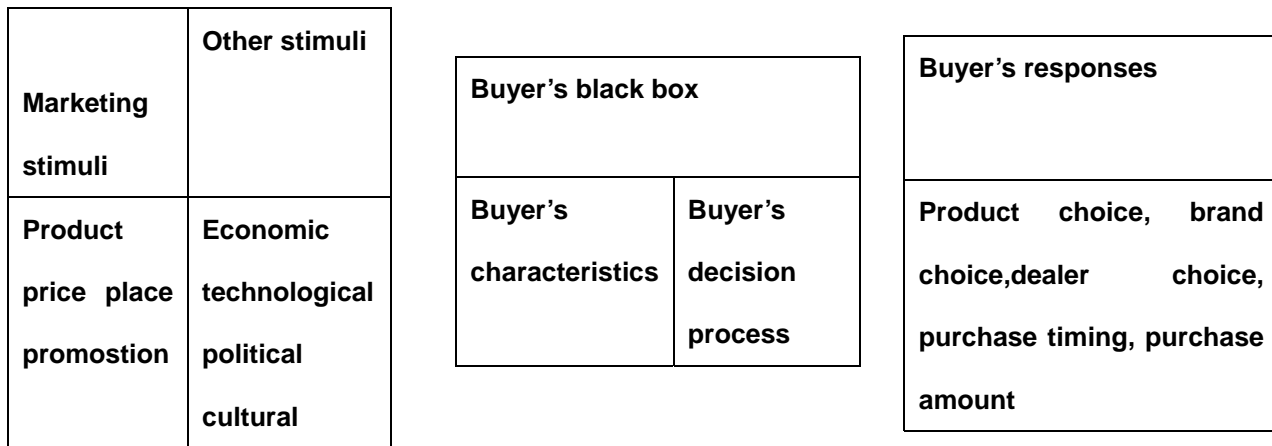 Marketing
stimuli
Other stimuli
Product
price place
promostion
Economic
technological
political
cultural
Buyer’s black box
Buyer’s
characteristics
Buyer’s
decision
process
Buyer’s responses
Product choice, brand
choice,dealer choice,
purchase timing, purchase
amount